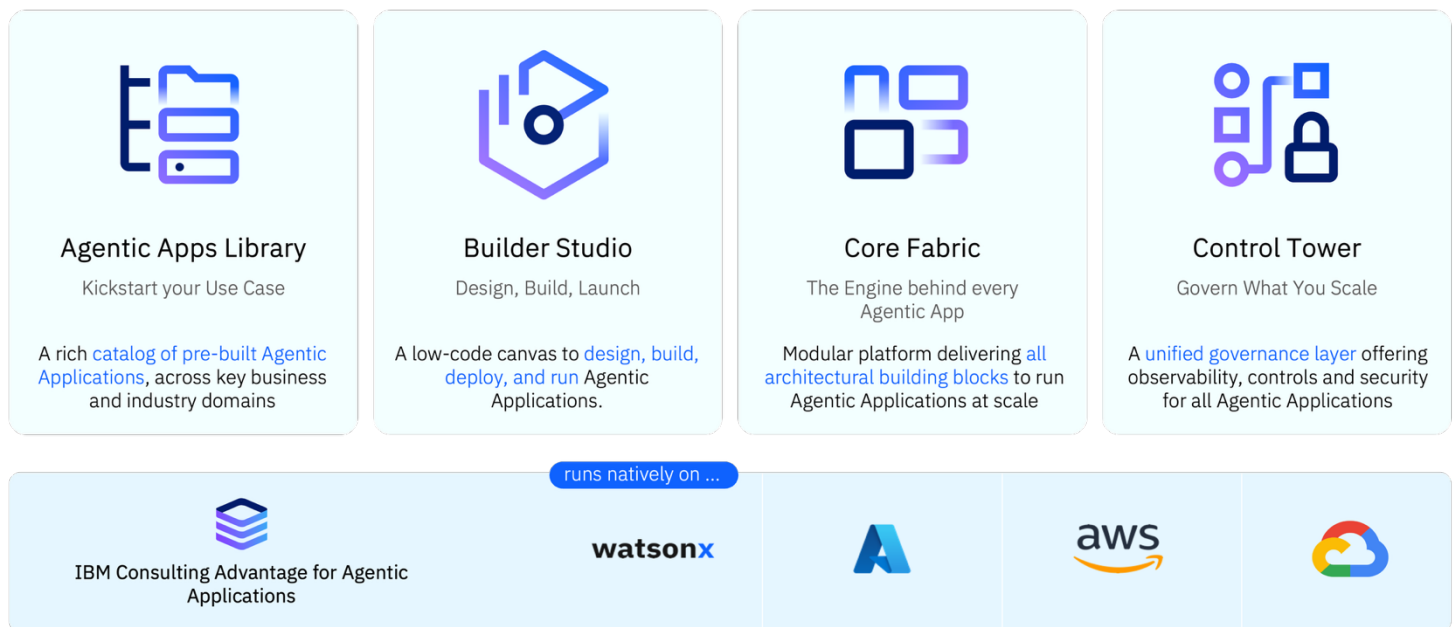 Agentic Apps Library
Kickstart your Use Case
A rich catalog of pre-built Agentic
Applications, across key business
and industry domains
Builder Studio
Design, Build, Launch
A low-code canvas to design, build,
deploy, and run Agentic
Applications.
Core Fabric
The Engine behind every
Agentic App
Modular platform delivering all
architectural building blocks to run
Agentic Applications at scale
Control Tower
Govern What You Scale
A unified governance layer offering
observability, controls and security
for all Agentic Applications
runs natively on ...
IBM Consulting Advantage for Agentic
Applications
watsonx
aws